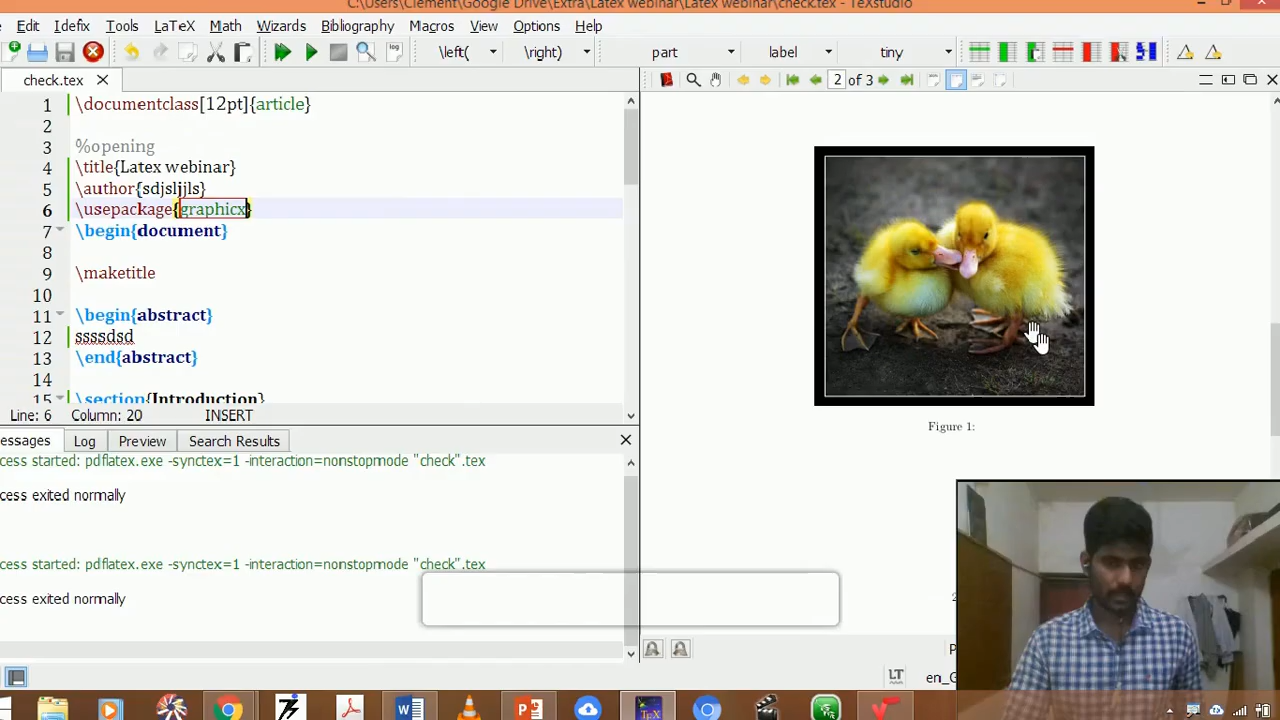 C:\Users\Clement\Google Drive\Extra\Latex webinar\Latex webinar\check.tex - TeXstudio
Edit Idefix Tools LaTeX Math Wizards Bibliography Macros View Options Help
\left( \right) part label tiny
check.tex
2 of 3
1 \documentclass[12pt]{article}
2
3 %opening
4 \title{Latex webinar}
5 \author{sdjsljjls}
6 \usepackage{graphicx}
7 \begin{document}
8
9 \maketitle
10
11 \begin{abstract}
12 ssssdsd
13 \end{abstract}
14
15 \section{Introduction}
Line: 6 Column: 20 INSERT
essages Log Preview Search Results
cess started: pdflatex.exe -synctex=1 -interaction=nonstopmode "check".tex
cess exited normally
cess started: pdflatex.exe -synctex=1 -interaction=nonstopmode "check".tex
cess exited normally
Figure 1:
2
P
LT en_G